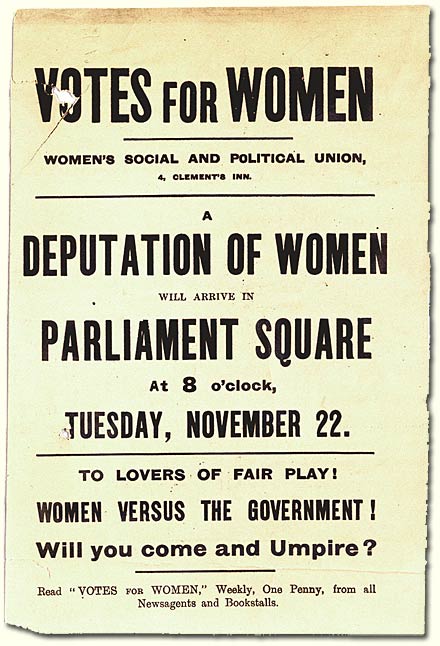 VOTES FOR WOMEN
WOMEN'S SOCIAL AND POLITICAL UNION,
4, CLEMENT'S INN.
A
DEPUTATION OF WOMEN
WILL ARRIVE IN
PARLIAMENT SQUARE
At 8 o'clock,
TUESDAY, NOVEMBER 22.
TO LOVERS OF FAIR PLAY!
WOMEN VERSUS THE GOVERNMENT!
Will you come and Umpire?
Read "VOTES FOR WOMEN," Weekly, One Penny, from all
Newsagents and Bookstalls.